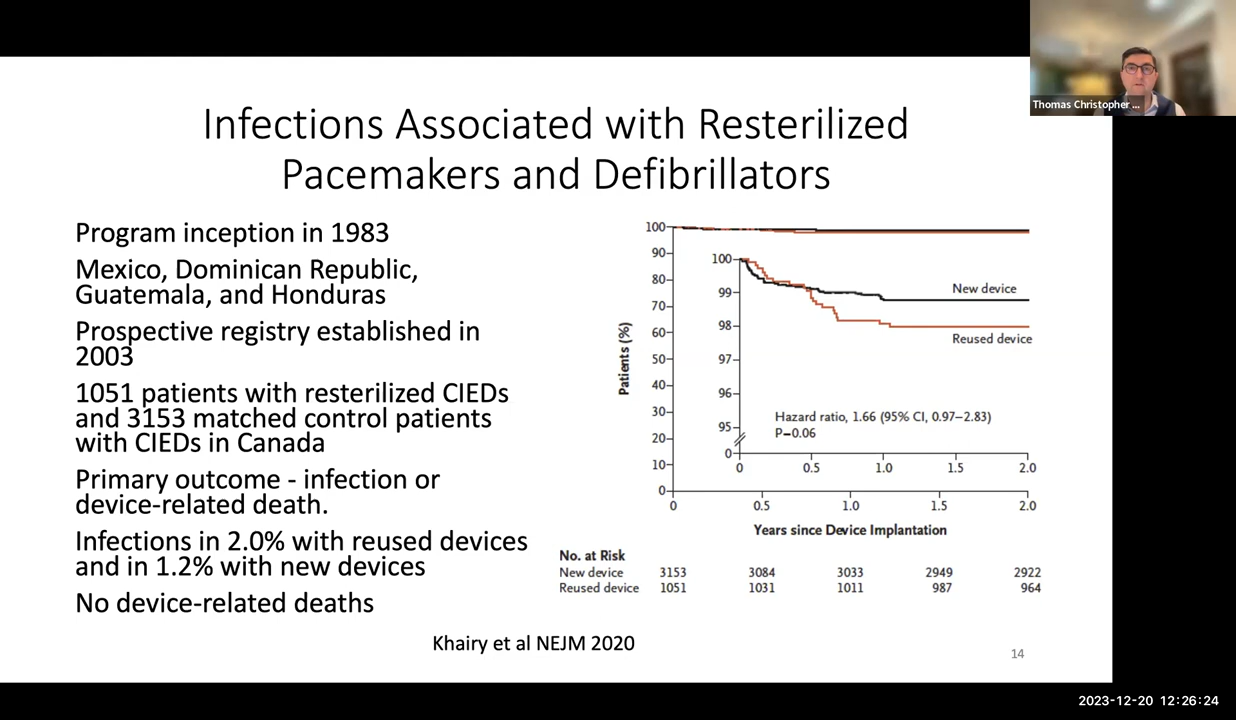 Thomas Christopher ...
Infections Associated with Resterilized
Pacemakers and Defibrillators
Program inception in 1983
Mexico, Dominican Republic,
Guatemala, and Honduras
Prospective registry established in
2003
1051 patients with resterilized CIEDs
and 3153 matched control patients
with CIEDs in Canada
Primary outcome - infection or
device-related death.
Infections in 2.0% with reused devices
and in 1.2% with new devices
No device-related deaths
Patients (%)
100
90
80
70
60
50
40
30
20
10
0
100
99
98
97
96
95
0
New device
Reused device
Hazard ratio, 1.66 (95% CI, 0.97–2.83)
P=0.06
0 0.5 1.0 1.5 2.0
0 0.5 1.0 1.5 2.0
Years since Device Implantation
No. at Risk
New device 3153 3084 3033 2949 2922
Reused device 1051 1031 1011 987 964
Khairy et al NEJM 2020
14
2023-12-20 12:26:24